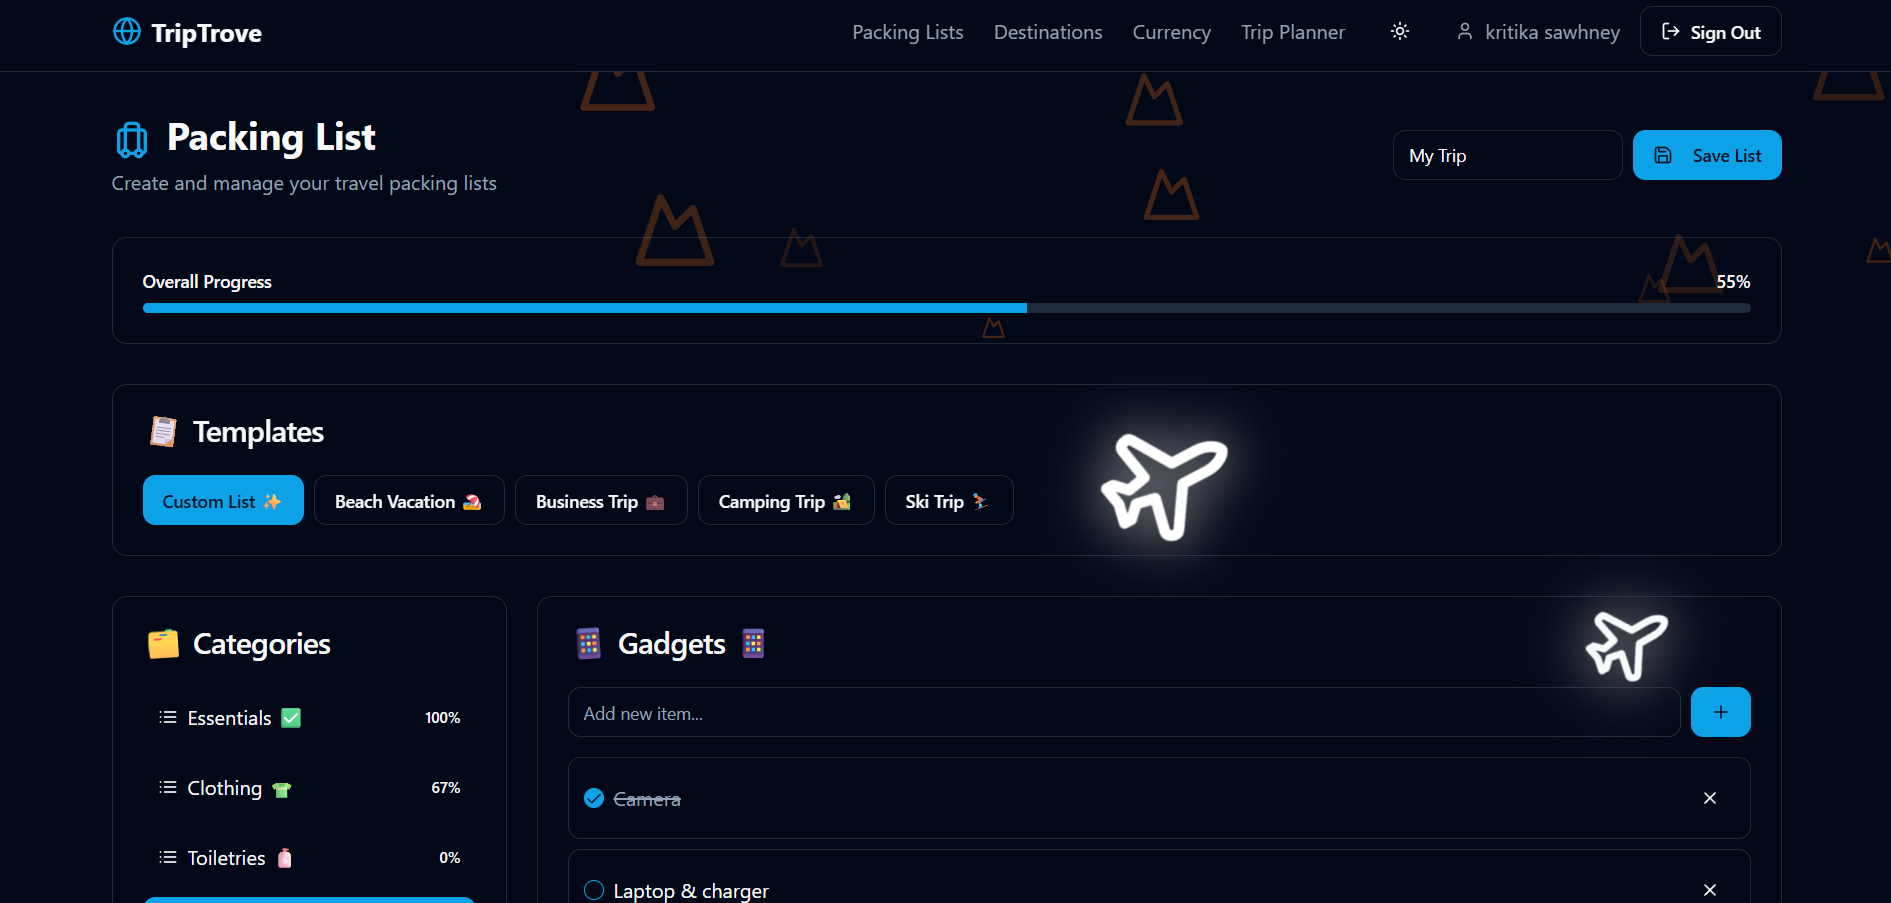 TripTrove
Packing Lists
Destinations
Currency
Trip Planner
kritika sawhney
Sign Out
Packing List
Create and manage your travel packing lists
My Trip
Save List
Overall Progress
55%
Templates
Custom List
Beach Vacation
Business Trip
Camping Trip
Ski Trip
Categories
Essentials
100%
Clothing
67%
Toiletries
0%
Gadgets
Add new item...
Camera
Laptop & charger